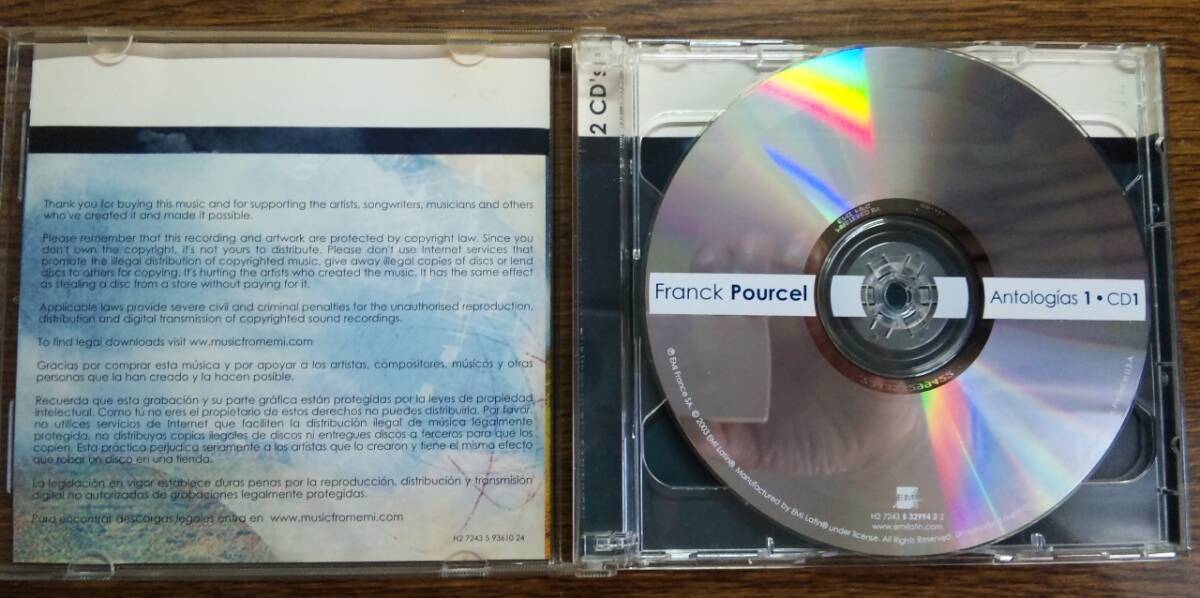 Thank you for buying this music and for supporting the artists, songwriters, musicians and others
who've created it and made it possible.
Please remember that this recording and artwork are protected by copyright law. Since you
don't own the copyright, it's not yours to distribute. Please don't use Internet services that
promote the illegal distribution of copyrighted music, give away illegal copies of discs or lend
discs to others for copying. It's hurting the artists who created the music. It has the same effect
as stealing a disc from a store without paying for it.
Applicable laws provide severe civil and criminal penalties for the unauthorised reproduction,
distribution and digital transmission of copyrighted sound recordings.
To find legal downloads visit ww.musicfromemi.com
Gracias por comprar esta música y por apoyar a los artistas, compositores, músicos y otras
personas que la han creado y la hacen posible.
Recuerda que esta grabación y su parte gráfica están protegidas por la leyes de propiedad
intelectual. Como tú no eres el propietario de estos derechos no puedes distribuirla. Por favor,
no utilices servicios de Internet que faciliten la distribución ilegal de música legalmente
protegida, no distribuyas copias ilegales de discos ni entregues discos a terceros para que los
copien. Esta práctica perjudica seriamente a los artistas que lo crearon y tiene el mismo efecto
que robar un disco en una tienda.
La legislación en vigor establece duras penas por la reproducción, distribución y transmisión
digital no autorizadas de grabaciones legalmente protegidas.
Para encontrar descargas legales entra en www.musicfromemi.com
H2 7243 5 93610 24
2 CD's
Franck Pourcel
Antologías 1 • CD1
℗ EMI France SA. © 2003 EMI Latin®. Manufactured by EMI Latin® under license. All Rights Reserved.
EMI
H2 7243 5 32994 2 2
www.emilatin.com